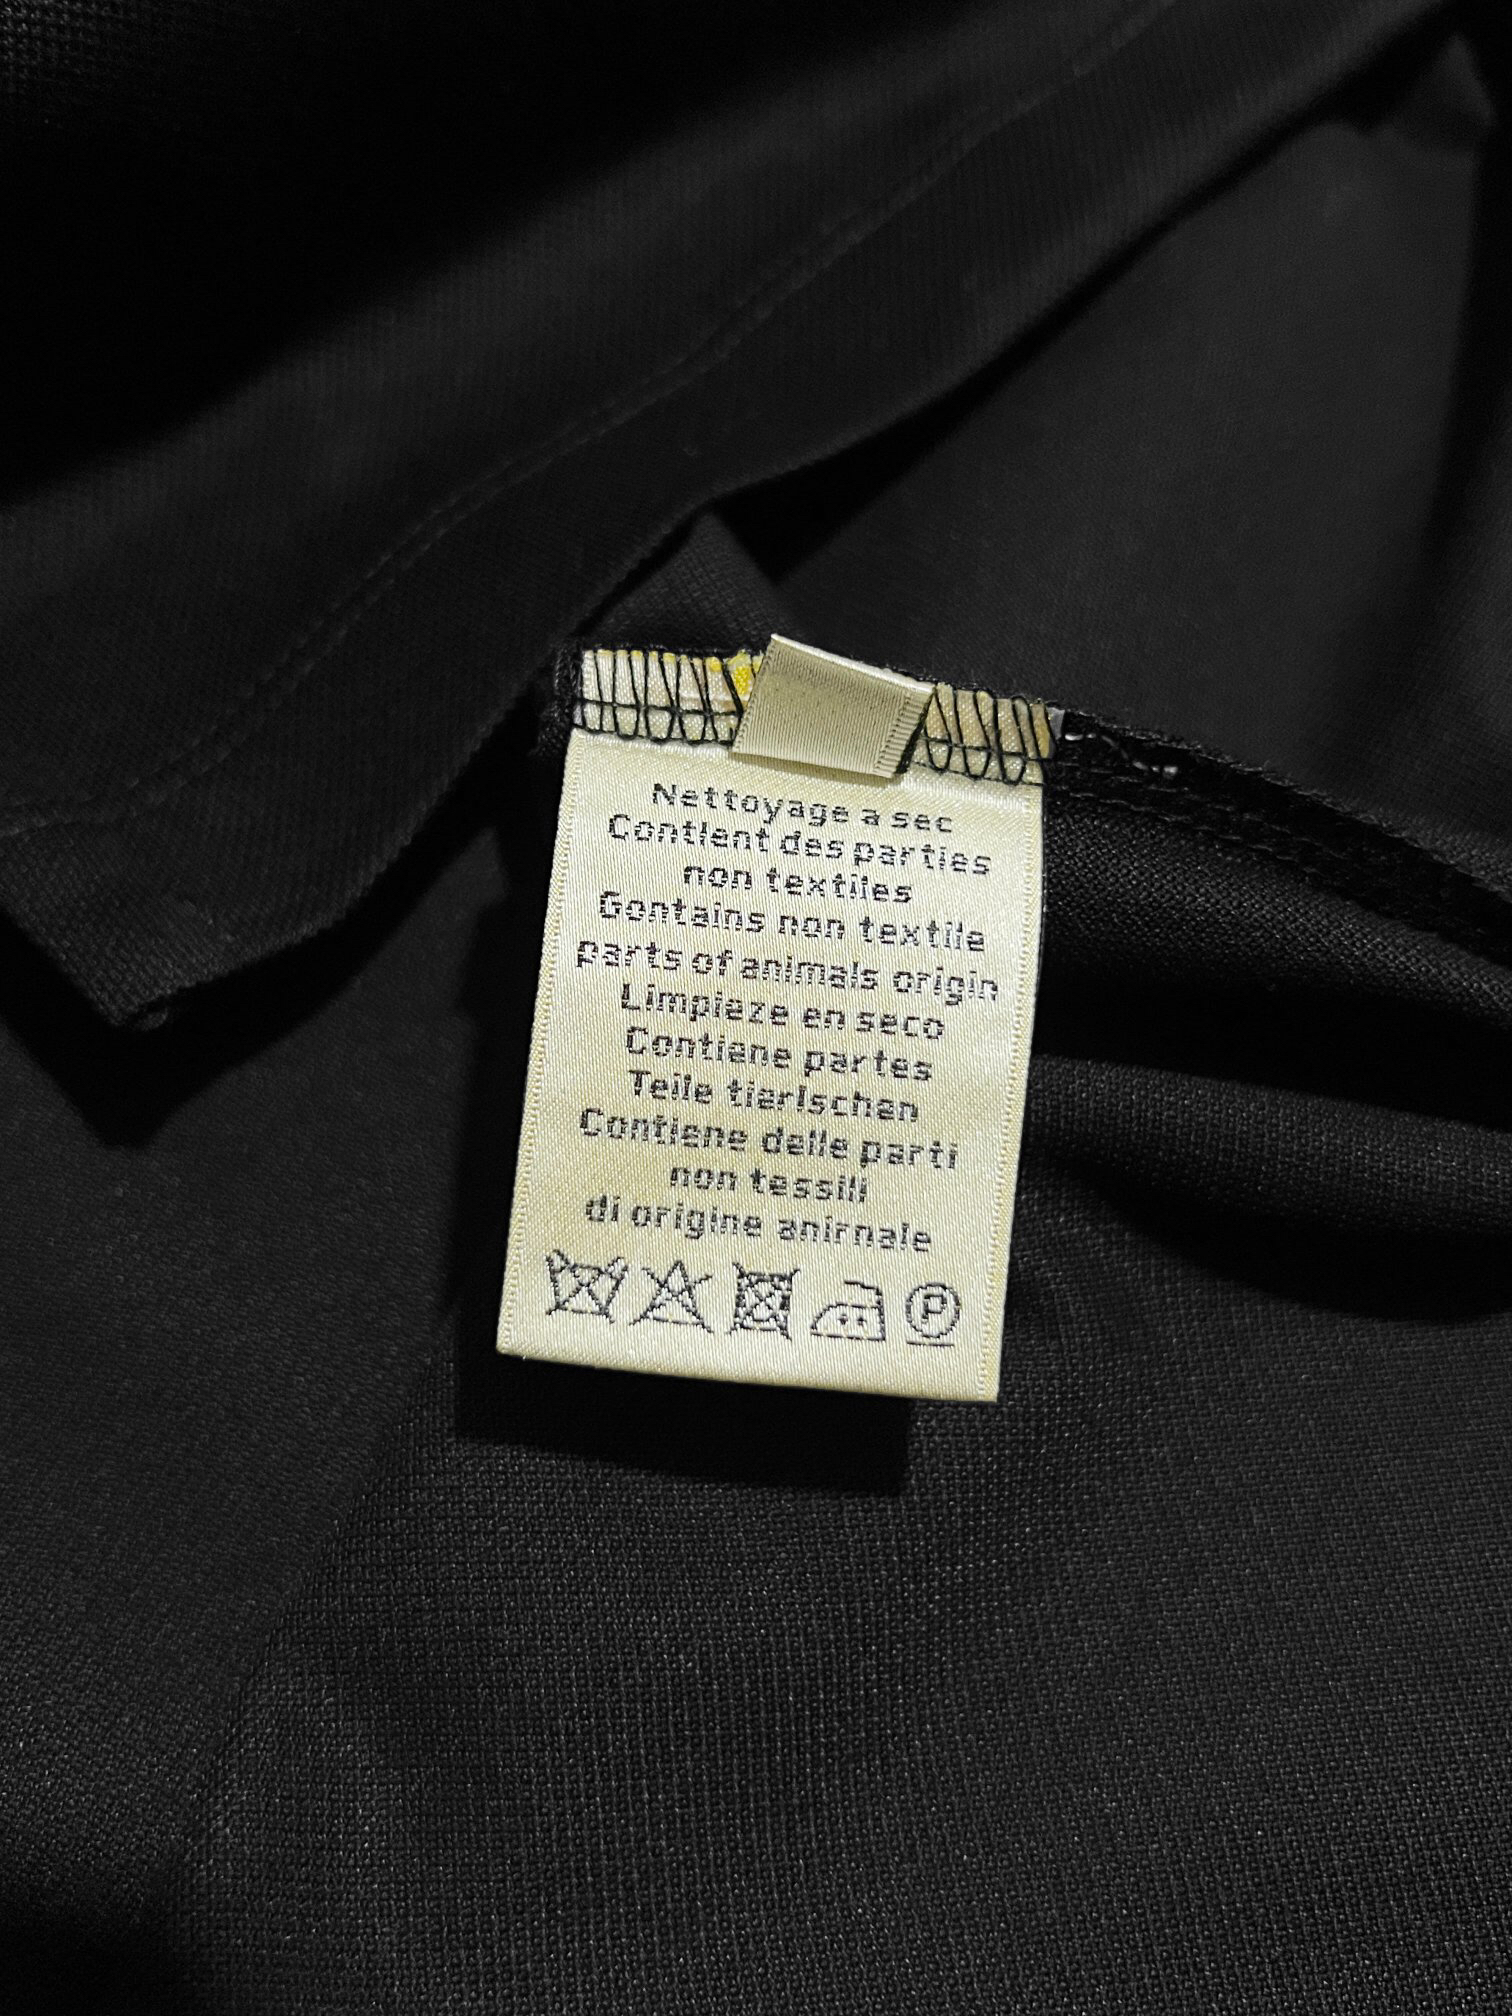 Nettoyage a sec
Contient des parties
non textiles
Gontains non textile
parts of animals origin
Limpieze en seco
Contiene partes
Teile tierlschen
Contiene delle parti
non tessili
di origine anirnale
P